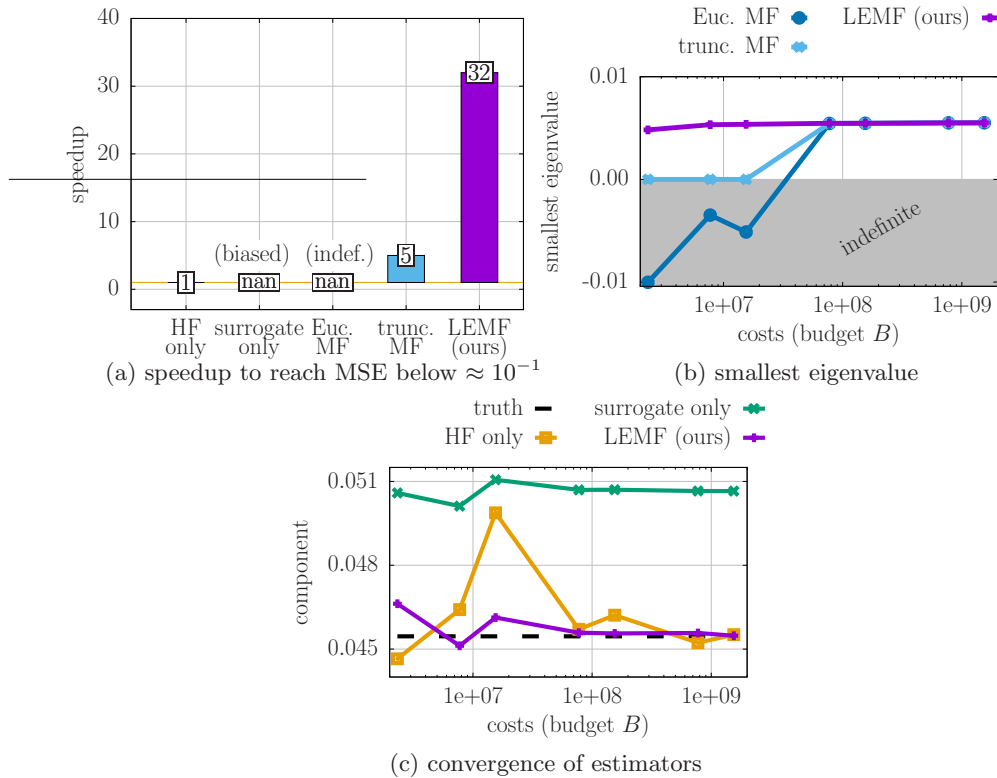 40
30
20
10
0
speedup
32
5
(biased)
(indef.)
1
nan
nan
HF only
surrogate only
Euc. MF
trunc. MF
LEMF (ours)
(a) speedup to reach MSE below ≈ 10⁻¹
Euc. MF
LEMF (ours)
trunc. MF
0.01
0.00
-0.01
smallest eigenvalue
indefinite
1e+07
1e+08
1e+09
costs (budget B)
(b) smallest eigenvalue
truth
surrogate only
HF only
LEMF (ours)
0.051
0.048
0.045
component
1e+07
1e+08
1e+09
costs (budget B)
(c) convergence of estimators